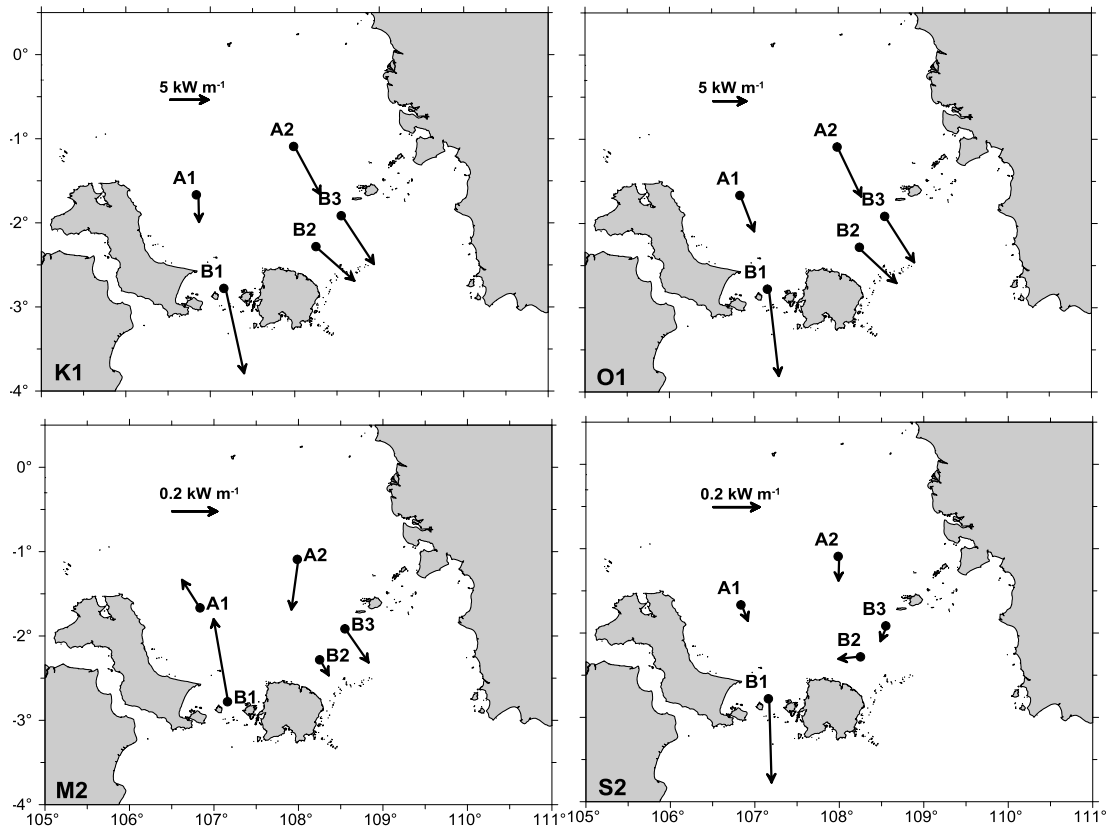 0°
5 kW m⁻¹
5 kW m⁻¹
A2
A2
-1°
A1
A1
B3
B3
-2°
B2
B2
B1
B1
-3°
K1
O1
-4°
0°
0.2 kW m⁻¹
0.2 kW m⁻¹
-1°
A2
A2
A1
A1
B3
B3
-2°
B2
B2
B1
B1
-3°
M2
S2
-4°
105° 106° 107° 108° 109° 110° 111° 105° 106° 107° 108° 109° 110° 111°